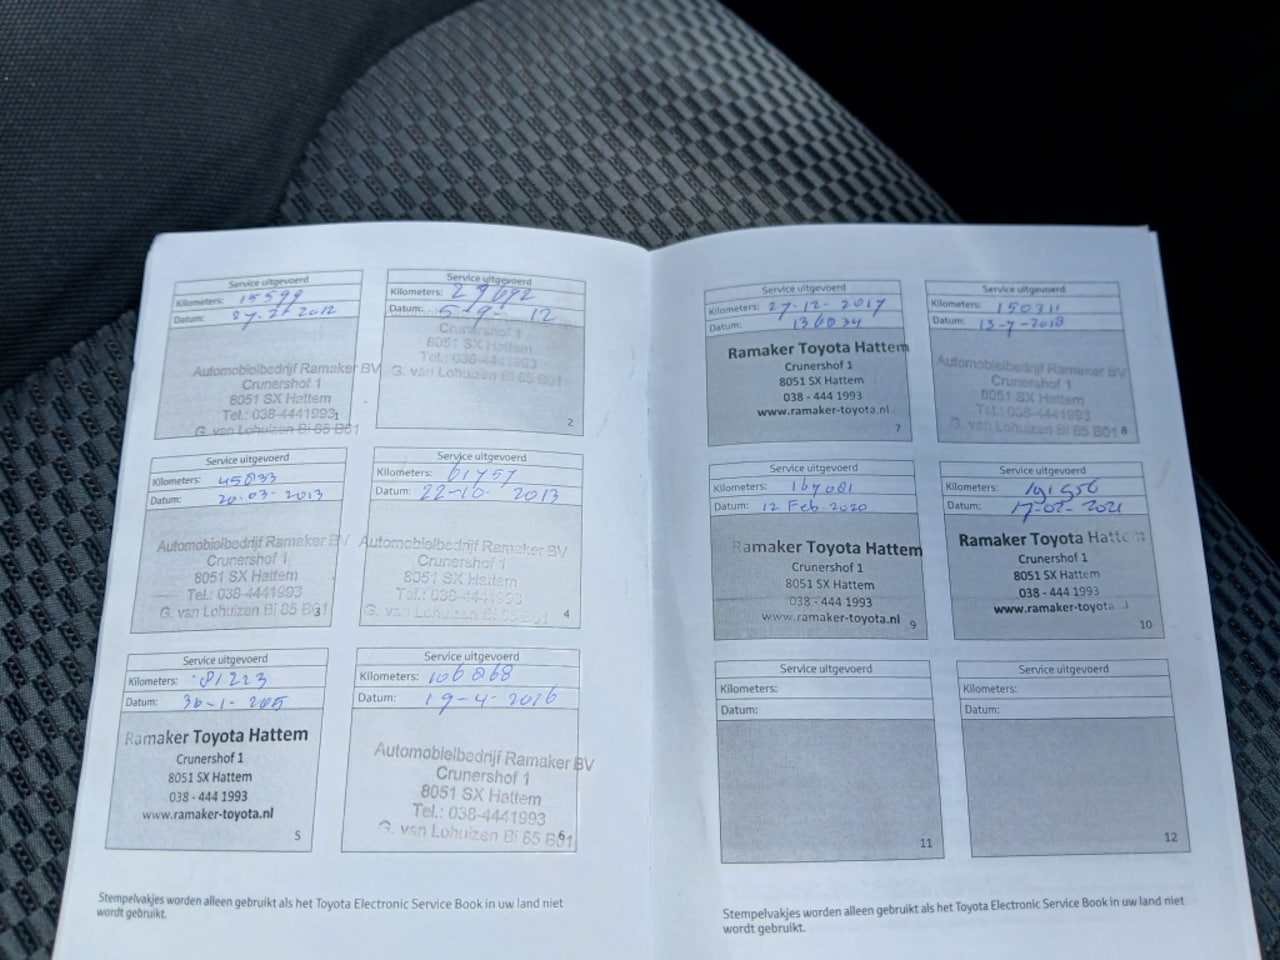 Service uitgevoerd
Kilometers: 15599
Datum: 27-2-2012
Automobielbedrijf Ramaker BV
Crunershof 1
8051 SX Hattem
Tel.: 038-4441993
G. van Lohuizen Bi 85 B01
1
Service uitgevoerd
Kilometers: 29692
Datum: 5-9- 12
Crunershof 1
8051 SX Hattem
Tel.: 038-4441993
G. van Lohuizen Bi 85 B01
2
Service uitgevoerd
Kilometers: 45033
Datum: 20-03-2013
Automobielbedrijf Ramaker BV
Crunershof 1
8051 SX Hattem
Tel.: 038-4441993
G. van Lohuizen Bi 85 B01
3
Service uitgevoerd
Kilometers: 61757
Datum: 22-10- 2013
Automobielbedrijf Ramaker BV
Crunershof 1
8051 SX Hattem
Tel.: 038-4441993
G. van Lohuizen Bi 85 B01
4
Service uitgevoerd
Kilometers: 81223
Datum: 30-1-2015
Ramaker Toyota Hattem
Crunershof 1
8051 SX Hattem
038 - 444 1993
www.ramaker-toyota.nl
5
Service uitgevoerd
Kilometers: 106868
Datum: 19-4-2016
Automobielbedrijf Ramaker BV
Crunershof 1
8051 SX Hattem
Tel.: 038-4441993
G. van Lohuizen Bi 85 B01
6
Stempelvakjes worden alleen gebruikt als het Toyota Electronic Service Book in uw land niet
wordt gebruikt.
Service uitgevoerd
Kilometers: 27-12-2017
Datum: 136034
Ramaker Toyota Hattem
Crunershof 1
8051 SX Hattem
038 - 444 1993
www.ramaker-toyota.nl
7
Service uitgevoerd
Kilometers: 150311
Datum: 13-7-2018
Automobielbedrijf Ramaker BV
Crunershof 1
8051 SX Hattem
Tel.: 038-4441993
G. van Lohuizen Bi 85 B01
8
Service uitgevoerd
Kilometers: 167081
Datum: 12 Feb. 2020
Ramaker Toyota Hattem
Crunershof 1
8051 SX Hattem
038 - 444 1993
www.ramaker-toyota.nl
9
Service uitgevoerd
Kilometers: 191556
Datum: 17-02-2021
Ramaker Toyota Hattem
Crunershof 1
8051 SX Hattem
038 - 444 1993
www.ramaker-toyota.nl
10
Service uitgevoerd
Kilometers:
Datum:
11
Service uitgevoerd
Kilometers:
Datum:
12
Stempelvakjes worden alleen gebruikt als het Toyota Electronic Service Book in uw land niet
wordt gebruikt.